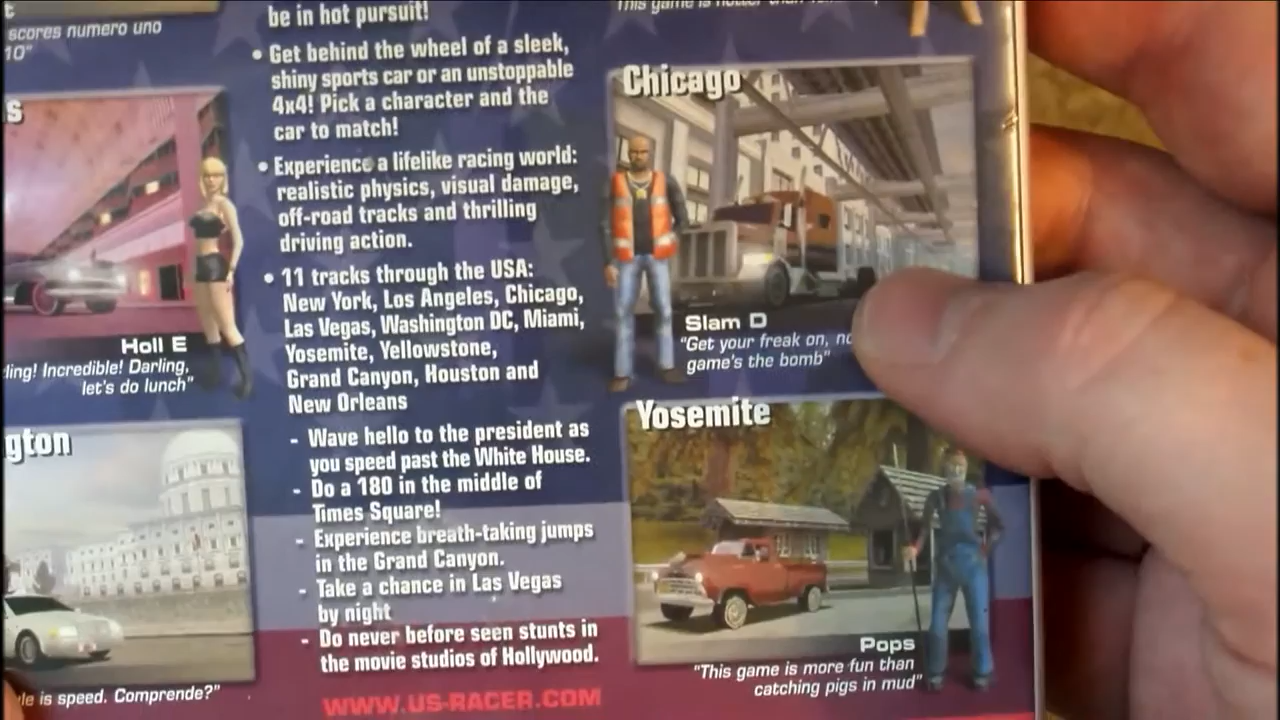 scores numero uno
10"
s
Holl E
ling! Incredible! Darling,
let's do lunch"
gton
le is speed. Comprende?"
be in hot pursuit!
• Get behind the wheel of a sleek,
shiny sports car or an unstoppable
4x4! Pick a character and the
car to match!
• Experience a lifelike racing world:
realistic physics, visual damage,
off-road tracks and thrilling
driving action.
• 11 tracks through the USA:
New York, Los Angeles, Chicago,
Las Vegas, Washington DC, Miami,
Yosemite, Yellowstone,
Grand Canyon, Houston and
New Orleans
- Wave hello to the president as
you speed past the White House.
- Do a 180 in the middle of
Times Square!
- Experience breath-taking jumps
in the Grand Canyon.
- Take a chance in Las Vegas
by night
- Do never before seen stunts in
the movie studios of Hollywood.
WWW.US-RACER.COM
This game is hotter than
Chicago
Slam D
"Get your freak on,
game's the bomb"
Yosemite
Pops
"This game is more fun than
catching pigs in mud"